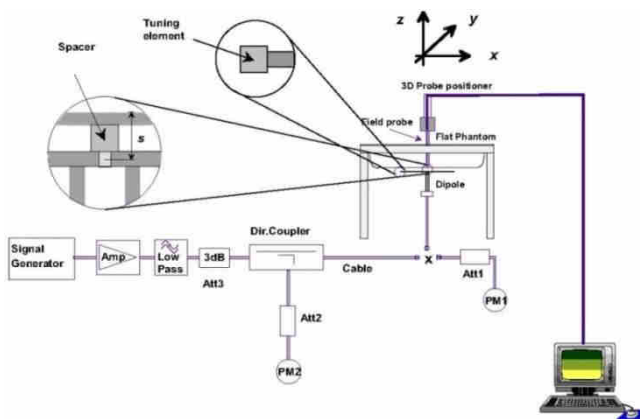 Tuning
element
Spacer
s
z
y
x
3D Probe positioner
Field probe
Flat Phantom
Dipole
Signal
Generator
Amp
Low
Pass
3dB
Att3
Dir.Coupler
Cable
x
Att1
PM1
Att2
PM2